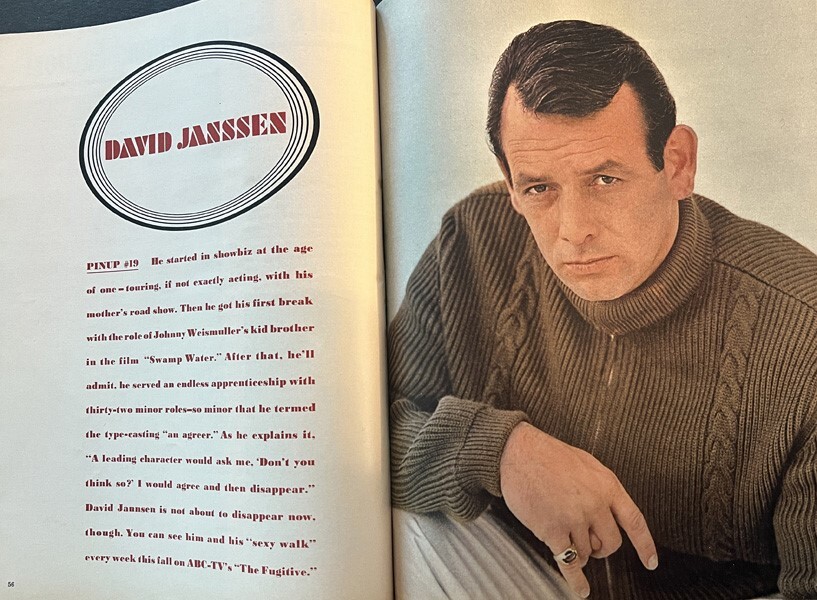 DAVID JANSSEN
PINUP #19 He started in showbiz at the age
of one–touring, if not exactly acting, with his
mother's road show. Then he got his first break
with the role of Johnny Weismuller's kid brother
in the film "Swamp Water." After that, he'll
admit, he served an endless apprenticeship with
thirty-two minor roles–so minor that he termed
the type-casting "an agreer." As he explains it,
"A leading character would ask me, 'Don't you
think so?' I would agree and then disappear."
David Jannsen is not about to disappear now,
though. You can see him and his "sexy walk"
every week this fall on ABC-TV's "The Fugitive."
56